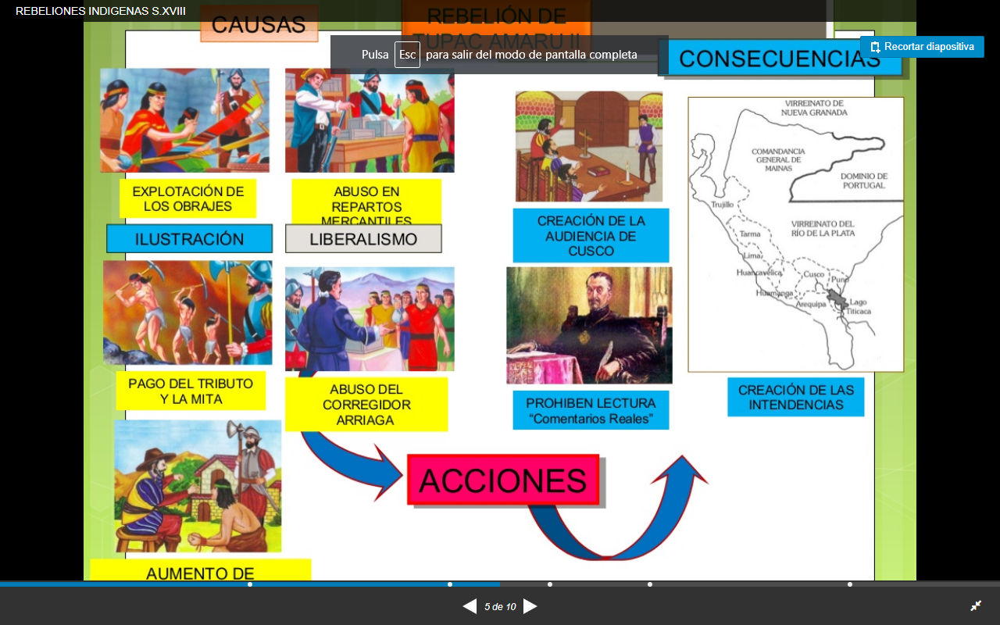 REBELIONES INDIGENAS S.XVIII
CAUSAS
REBELIÓN DE
TUPAC AMARU II
Pulsa Esc para salir del modo de pantalla completa
CONSECUENCIAS
Recortar diapositiva
EXPLOTACIÓN DE
LOS OBRAJES
ABUSO EN
REPARTOS
MERCANTILES
ILUSTRACIÓN
LIBERALISMO
PAGO DEL TRIBUTO
Y LA MITA
ABUSO DEL
CORREGIDOR
ARRIAGA
AUMENTO DE
ACCIONES
CREACIÓN DE LA
AUDIENCIA DE
CUSCO
PROHIBEN LECTURA
“Comentarios Reales”
VIRREINATO DE
NUEVA GRANADA
COMANDANCIA
GENERAL DE
MAINAS
DOMINIO DE
PORTUGAL
Trujillo
VIRREINATO DEL
RÍO DE LA PLATA
Tarma
Lima
Huancavelica
Cusco
Puno
Huamanga
Arequipa
Lago
Titicaca
CREACIÓN DE LAS
INTENDENCIAS
5 de 10